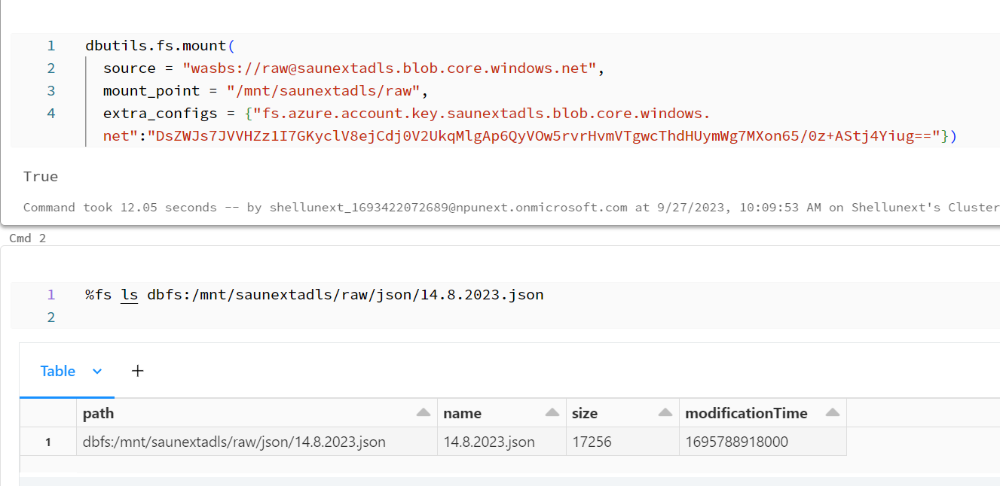 1 dbutils.fs.mount(
2 source = "wasbs://raw@saunextadls.blob.core.windows.net",
3 mount_point = "/mnt/saunextadls/raw",
4 extra_configs = {"fs.azure.account.key.saunextadls.blob.core.windows.
net":"DsZWJs7JVVHZz1I7GKyclV8ejCdj0V2UkqMlgAp6QyVOw5rvrHvmVTgwcThdHUymWg7MXon65/0z+AStj4Yiug=="})
True
Command took 12.05 seconds -- by shellunext_1693422072689@npunext.onmicrosoft.com at 9/27/2023, 10:09:53 AM on Shellunext's Cluster
Cmd 2
1 %fs ls dbfs:/mnt/saunextadls/raw/json/14.8.2023.json
2
Table +
path name size modificationTime
1 dbfs:/mnt/saunextadls/raw/json/14.8.2023.json 14.8.2023.json 17256 1695788918000